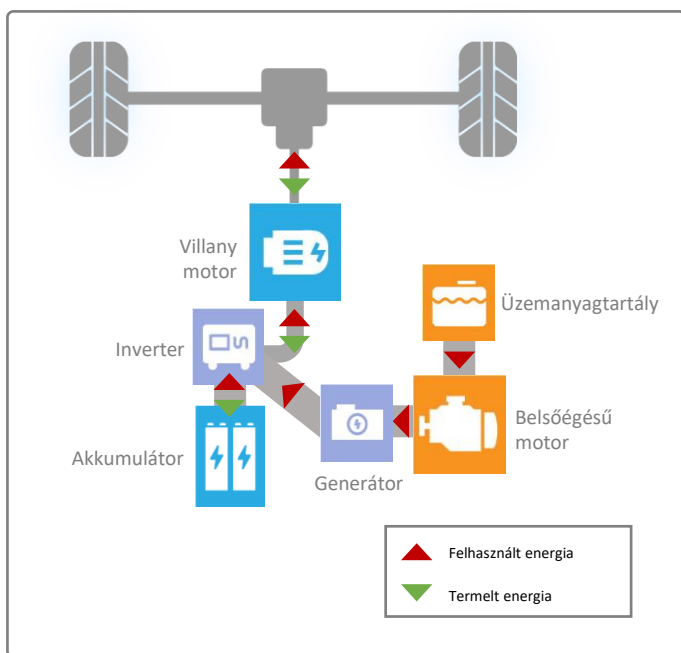 Villany
motor
Üzemanyagtartály
Inverter
Belsőégésű
motor
Akkumulátor
Generátor
Felhasznált energia
Termelt energia